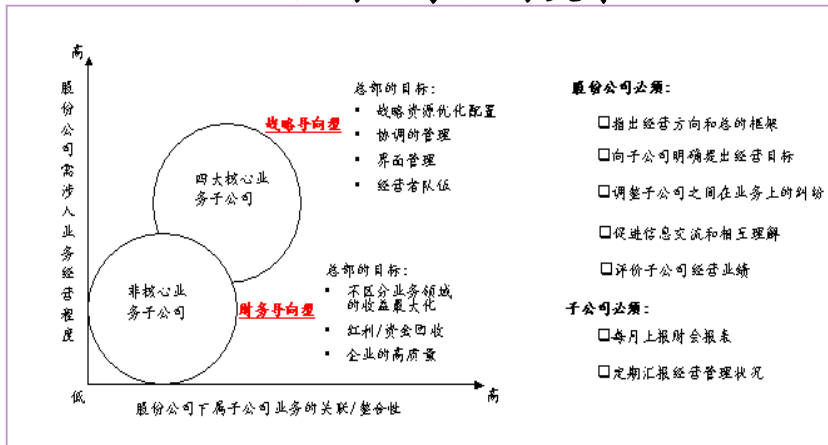 高
股份公司需涉入业务经营程度
低
股份公司下属子公司业务的关联/整合性
高
四大核心业
务子公司
非核心业
务子公司
战略导向型
财务导向型
总部的目标:
▪ 战略资源优化配置
▪ 协调的管理
▪ 界面管理
▪ 经营者队伍
总部的目标:
▪ 不区分业务领域
的收益最大化
▪ 红利/资金回收
▪ 企业的高质量
股份公司必须:
❑指出经营方向和总的框架
❑向子公司明确提出经营目标
❑调整子公司之间在业务上的纠纷
❑促进信息交流和相互理解
❑评价子公司经营业绩
子公司必须:
❑每月上报财会报表
❑定期汇报经营管理状况